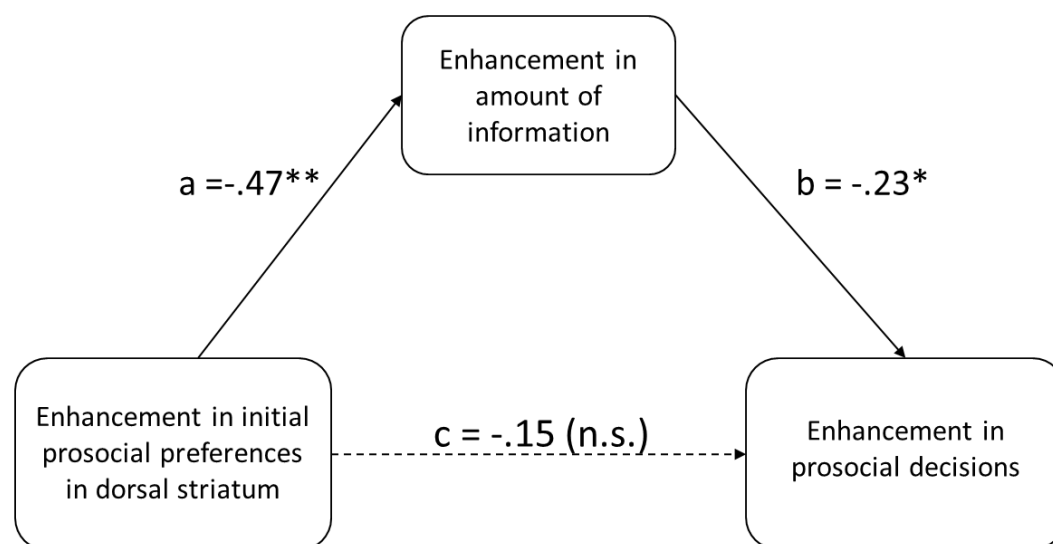 Enhancement in
amount of
information
a =-.47**
b = -.23*
Enhancement in initial
prosocial preferences
in dorsal striatum
c = -.15 (n.s.)
Enhancement in
prosocial decisions